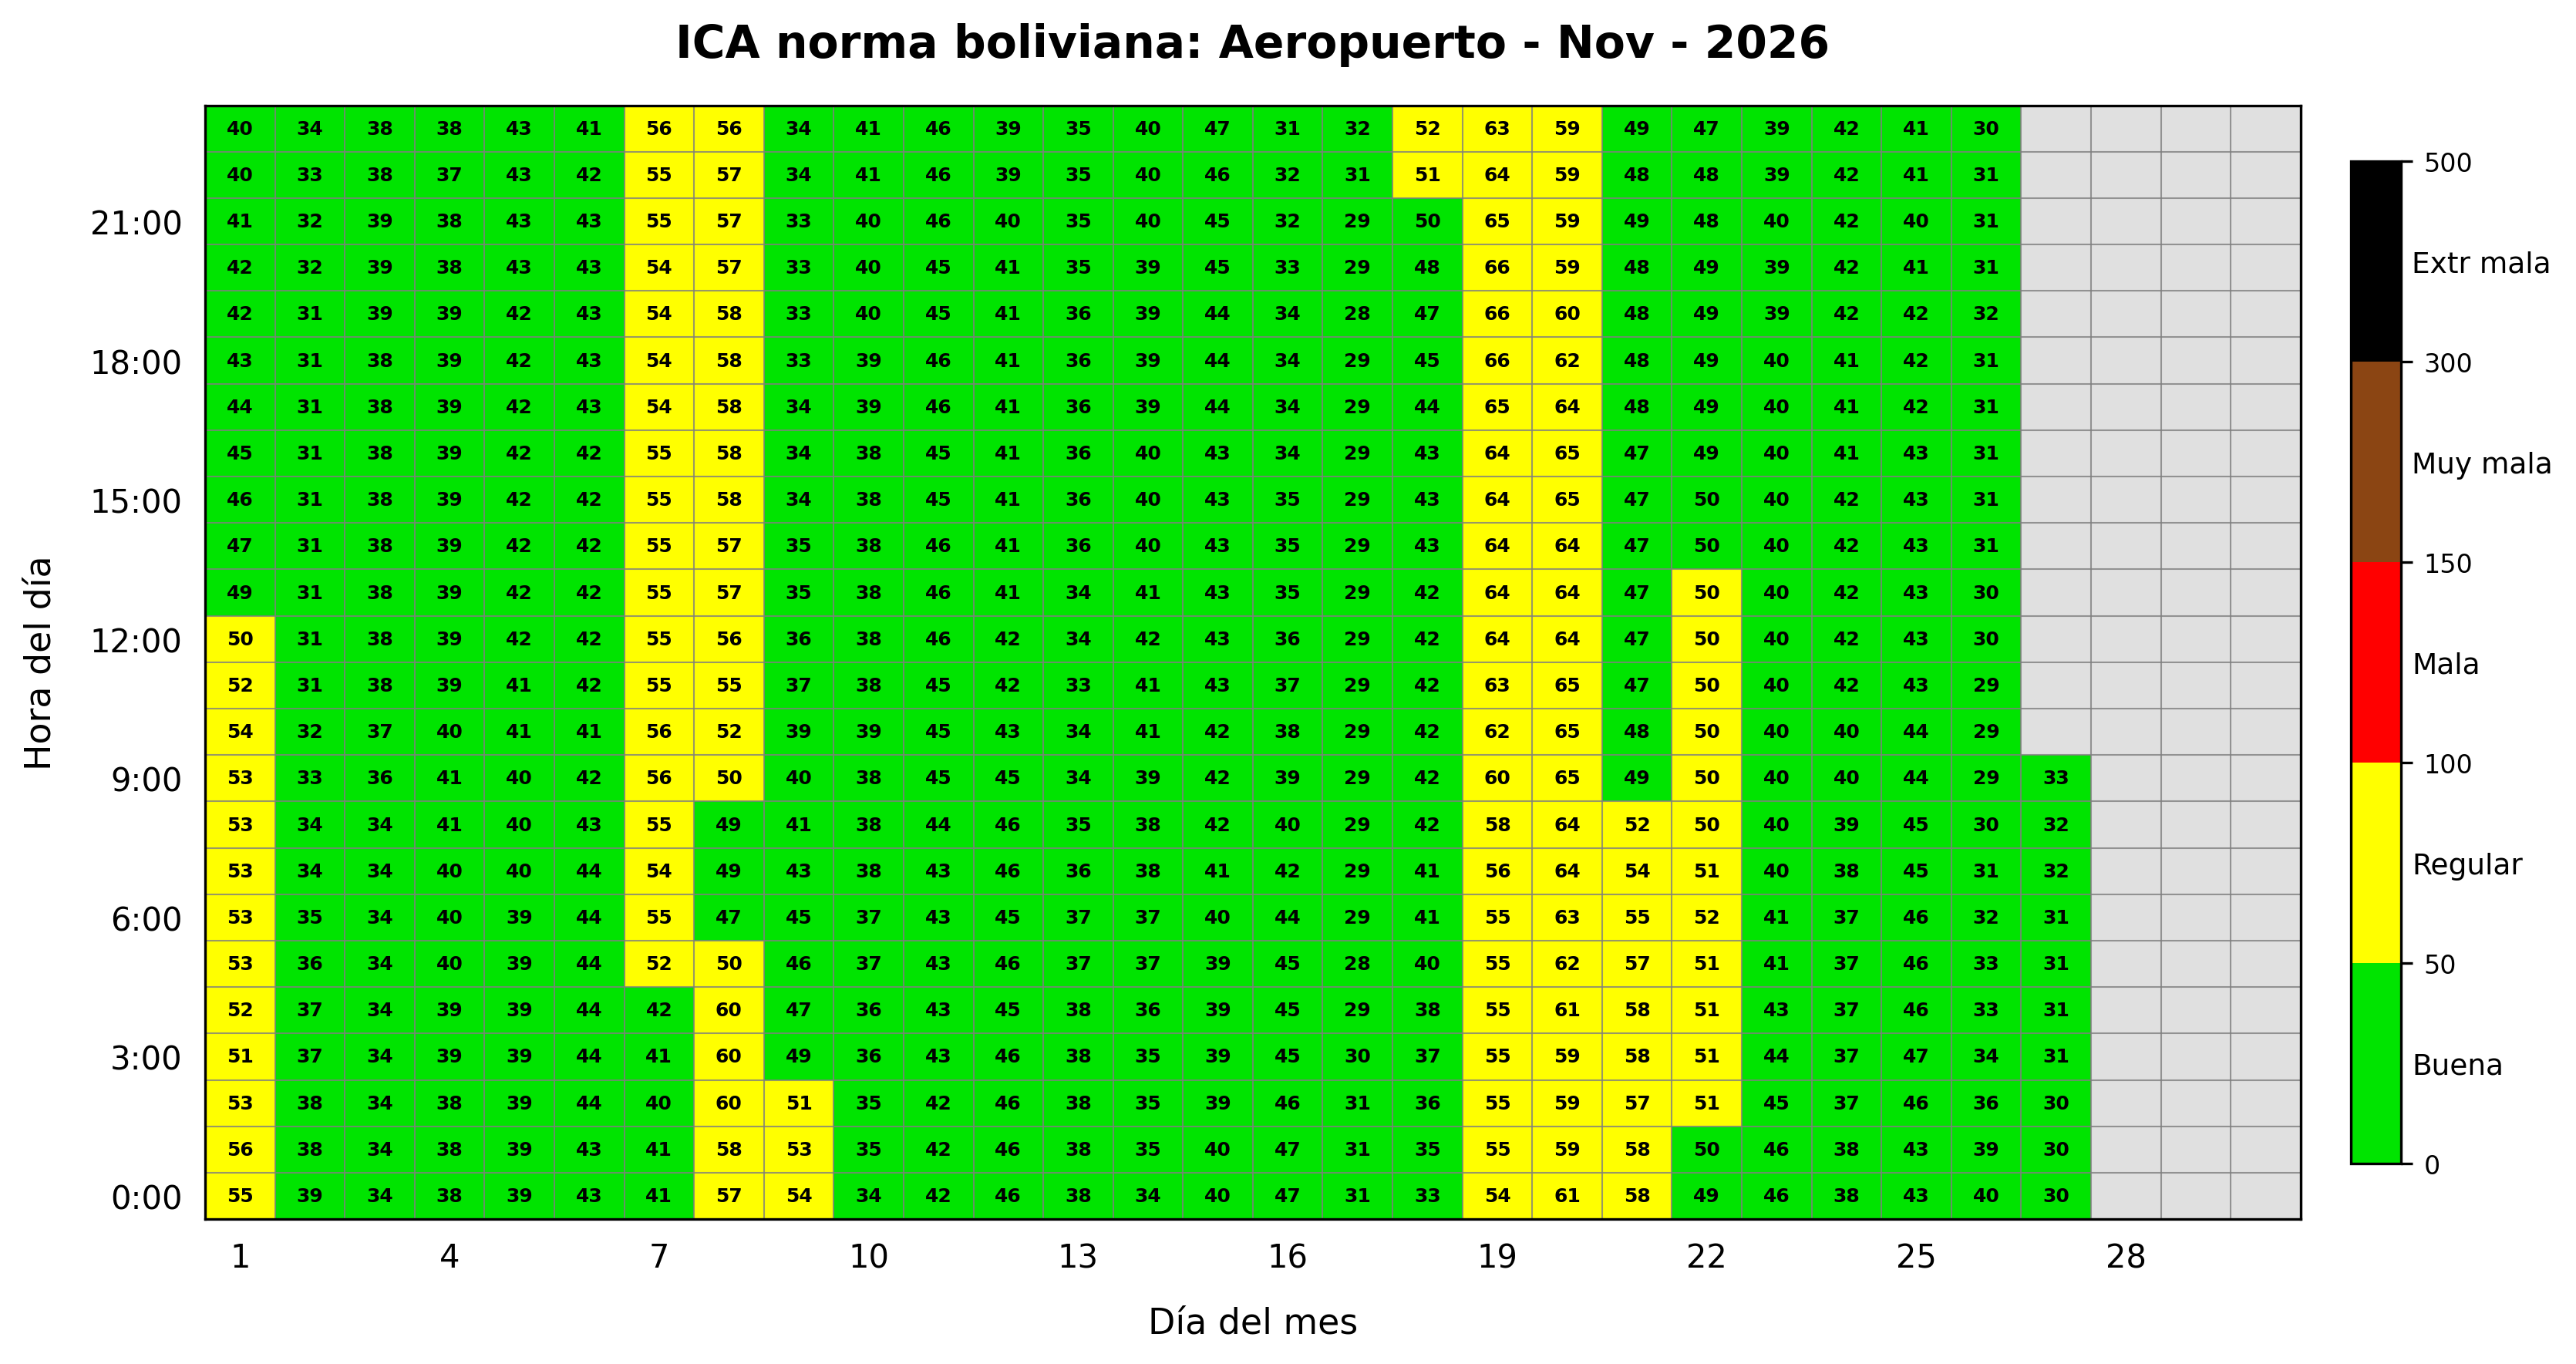 ICA norma boliviana: Aeropuerto - Nov - 2026
40 34 38 38 43 41 56 56 34 41 46 39 35 40 47 31 32 52 63 59 49 47 39 42 41 30
40 33 38 37 43 42 55 57 34 41 46 39 35 40 46 32 31 51 64 59 48 48 39 42 41 31
21:00 41 32 39 38 43 43 55 57 33 40 46 40 35 40 45 32 29 50 65 59 49 48 40 42 40 31
42 32 39 38 43 43 54 57 33 40 45 41 35 39 45 33 29 48 66 59 48 49 39 42 41 31
42 31 39 39 42 43 54 58 33 40 45 41 36 39 44 34 28 47 66 60 48 49 39 42 42 32
18:00 43 31 38 39 42 43 54 58 33 39 46 41 36 39 44 34 29 45 66 62 48 49 40 41 42 31
44 31 38 39 42 43 54 58 34 39 46 41 36 39 44 34 29 44 65 64 48 49 40 41 42 31
45 31 38 39 42 42 55 58 34 38 45 41 36 40 43 34 29 43 64 65 47 49 40 41 43 31
15:00 46 31 38 39 42 42 55 58 34 38 45 41 36 40 43 35 29 43 64 65 47 50 40 42 43 31
47 31 38 39 42 42 55 57 35 38 46 41 36 40 43 35 29 43 64 64 47 50 40 42 43 31
49 31 38 39 42 42 55 57 35 38 46 41 34 41 43 35 29 42 64 64 47 50 40 42 43 30
12:00 50 31 38 39 42 42 55 56 36 38 46 42 34 42 43 36 29 42 64 64 47 50 40 42 43 30
52 31 38 39 41 42 55 55 37 38 45 42 33 41 43 37 29 42 63 65 47 50 40 42 43 29
54 32 37 40 41 41 56 52 39 39 45 43 34 41 42 38 29 42 62 65 48 50 40 40 44 29
9:00 53 33 36 41 40 42 56 50 40 38 45 45 34 39 42 39 29 42 60 65 49 50 40 40 44 29 33
53 34 34 41 40 43 55 49 41 38 44 46 35 38 42 40 29 42 58 64 52 50 40 39 45 30 32
53 34 34 40 40 44 54 49 43 38 43 46 36 38 41 42 29 41 56 64 54 51 40 38 45 31 32
6:00 53 35 34 40 39 44 55 47 45 37 43 45 37 37 40 44 29 41 55 63 55 52 41 37 46 32 31
53 36 34 40 39 44 52 50 46 37 43 46 37 37 39 45 28 40 55 62 57 51 41 37 46 33 31
52 37 34 39 39 44 42 60 47 36 43 45 38 36 39 45 29 38 55 61 58 51 43 37 46 33 31
3:00 51 37 34 39 39 44 41 60 49 36 43 46 38 35 39 45 30 37 55 59 58 51 44 37 47 34 31
53 38 34 38 39 44 40 60 51 35 42 46 38 35 39 46 31 36 55 59 57 51 45 37 46 36 30
56 38 34 38 39 43 41 58 53 35 42 46 38 35 40 47 31 35 55 59 58 50 46 38 43 39 30
0:00 55 39 34 38 39 43 41 57 54 34 42 46 38 34 40 47 31 33 54 61 58 49 46 38 43 40 30
1 4 7 10 13 16 19 22 25 28
Día del mes
Hora del día
500
Extr mala
300
Muy mala
150
Mala
100
Regular
50
Buena
0